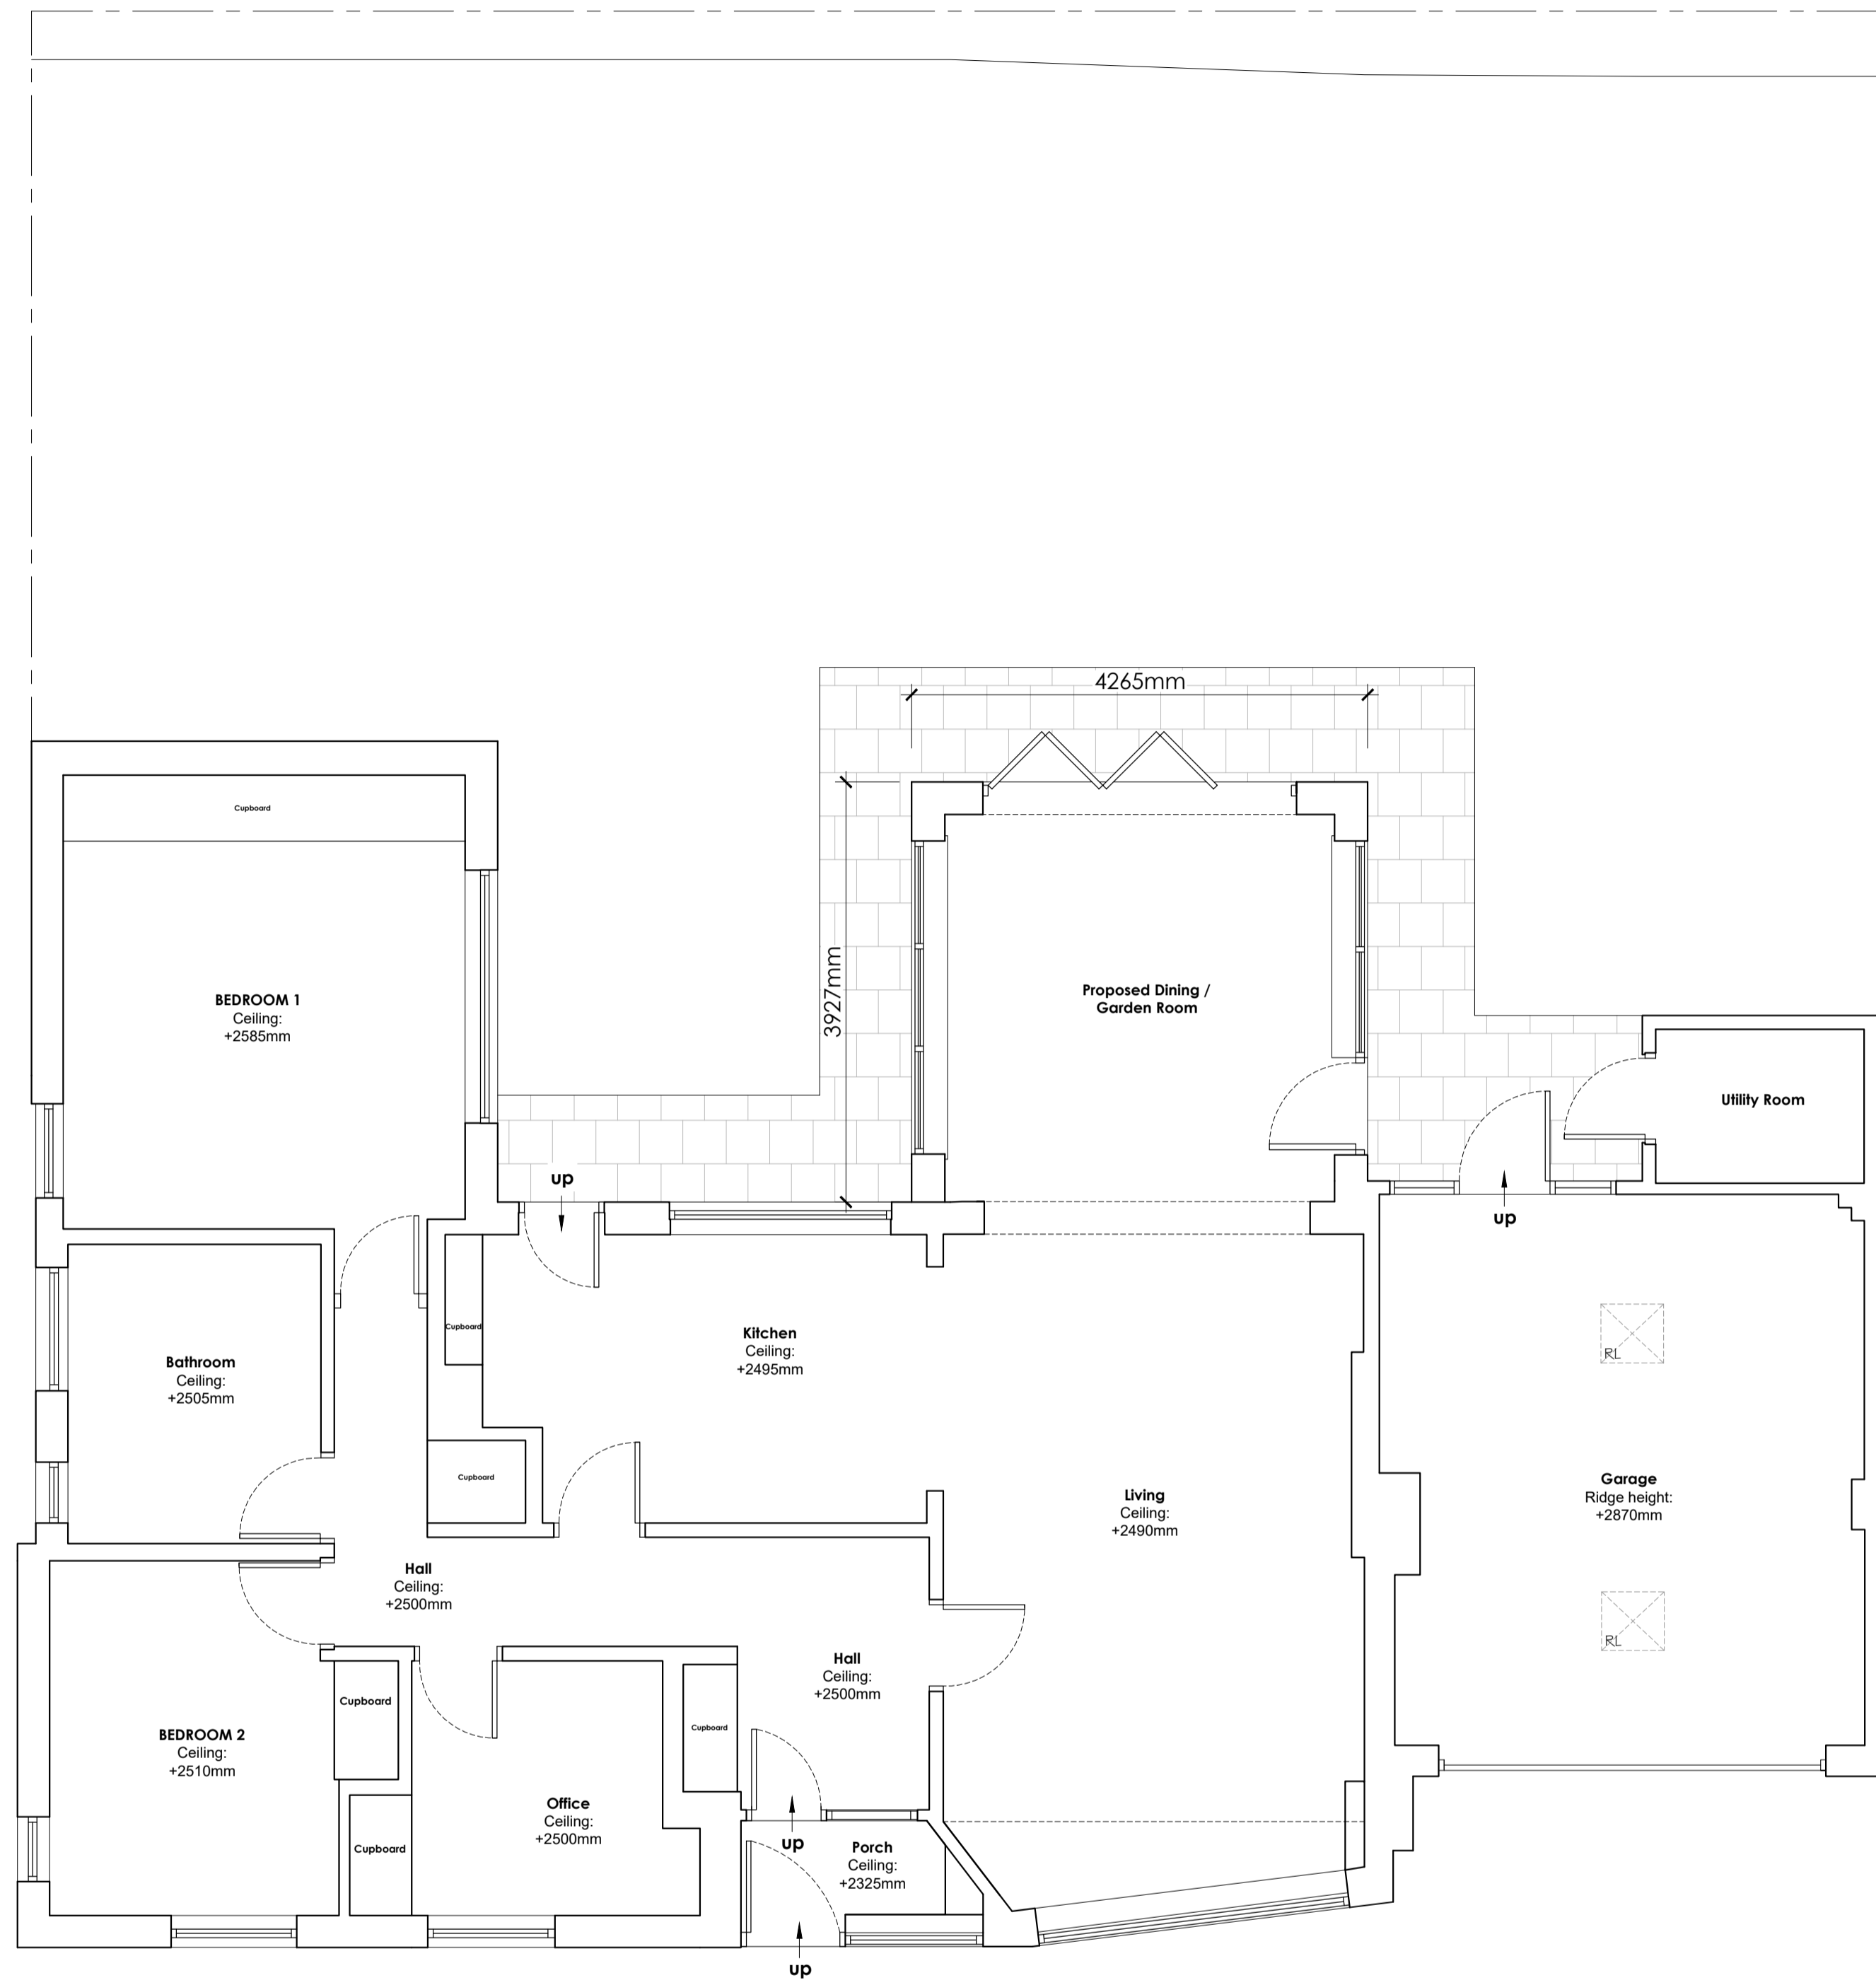 4265mm
Cupboard
3927mm
BEDROOM 1
Ceiling:
+2585mm
Proposed Dining /
Garden Room
Utility Room
up
up
Cupboard
Kitchen
Ceiling:
+2495mm
RL
Bathroom
Ceiling:
+2505mm
Cupboard
Living
Ceiling:
+2490mm
Garage
Ridge height:
+2870mm
Hall
Ceiling:
+2500mm
RL
Hall
Ceiling:
+2500mm
Cupboard
Cupboard
BEDROOM 2
Ceiling:
+2510mm
Office
Ceiling:
+2500mm
up
Porch
Ceiling:
+2325mm
Cupboard
up